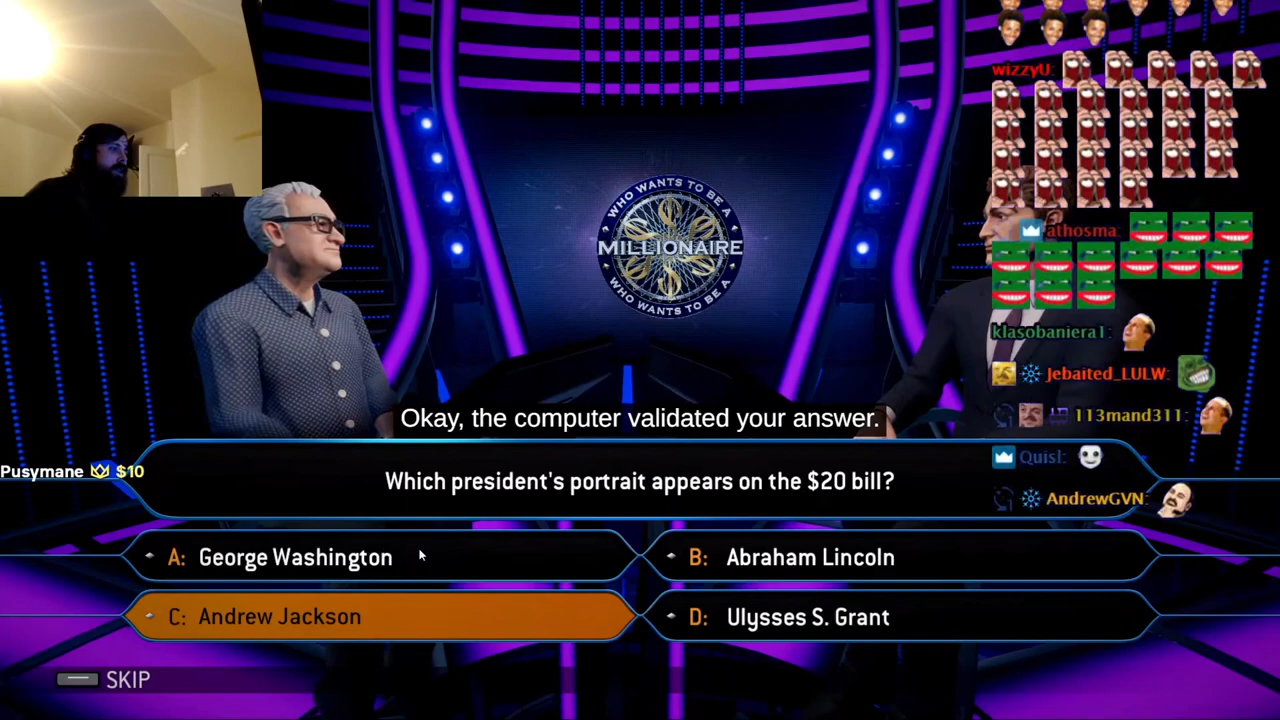 wizzyU:
athosma:
klasobaniera1:
Jebaited_LULW:
113mand311:
Quisl:
AndrewGVN:
WHO WANTS TO BE A
MILLIONAIRE
WHO WANTS TO BE A
Okay, the computer validated your answer.
Pusymane $10
Which president's portrait appears on the $20 bill?
A: George Washington
B: Abraham Lincoln
C: Andrew Jackson
D: Ulysses S. Grant
SKIP